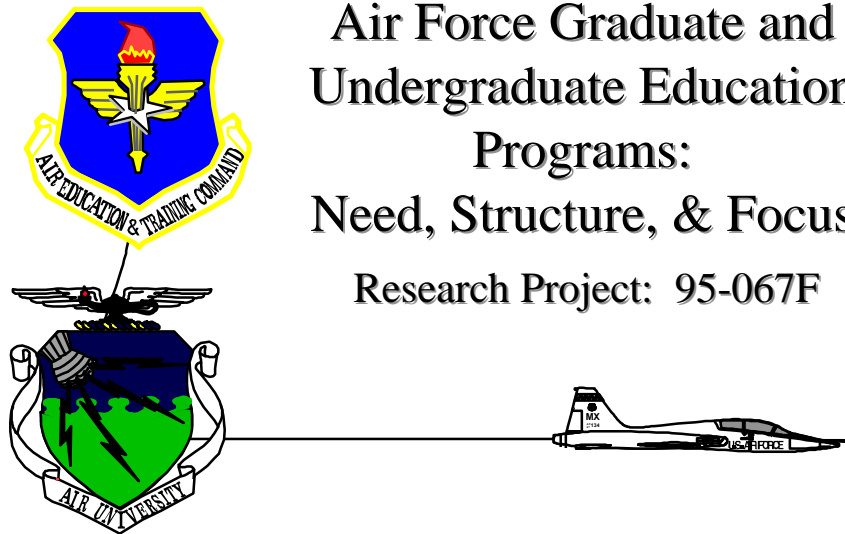 Air Force Graduate and
Undergraduate Education
Programs:
Need, Structure, & Focus
Research Project: 95-067F
AIR EDUCATION & TRAINING COMMAND
AIR UNIVERSITY
MX
U.S. AIR FORCE